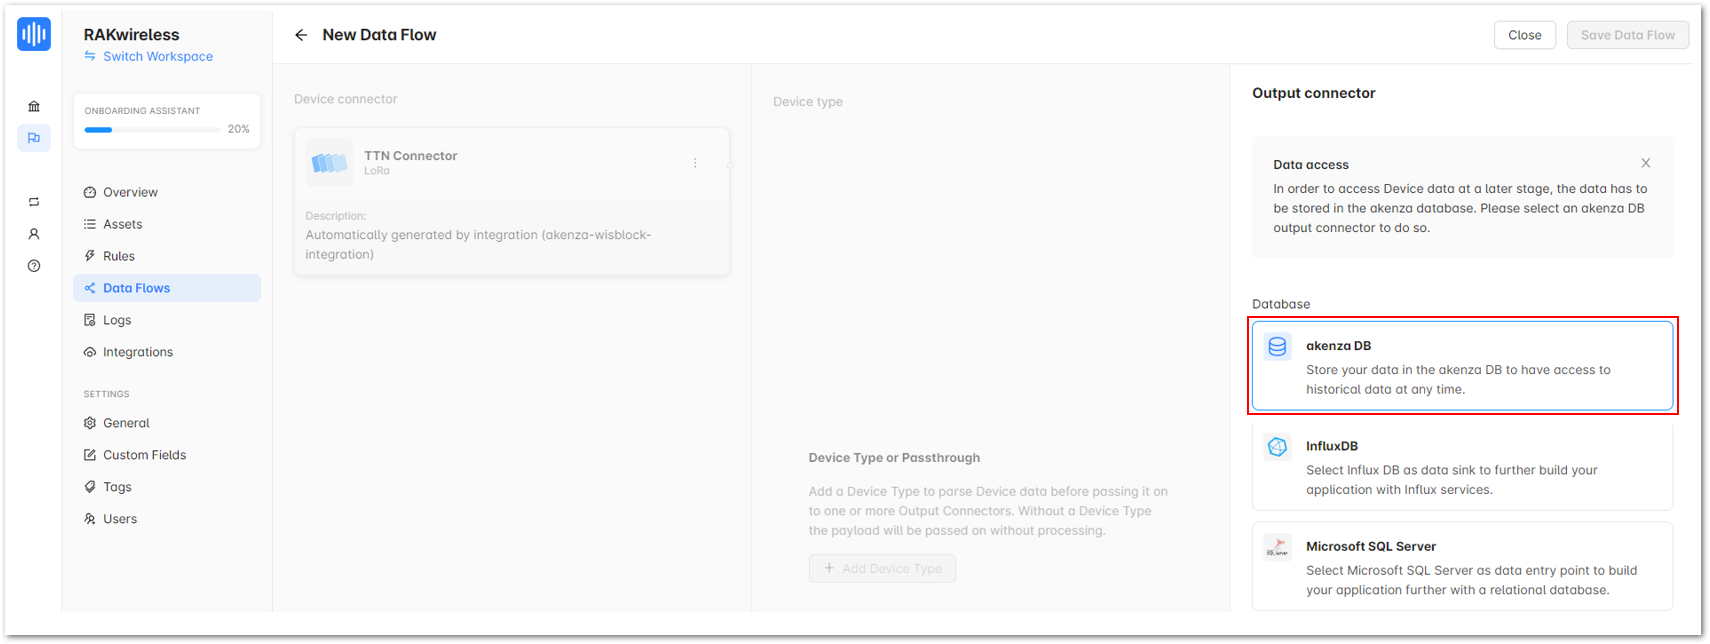 RAKwireless
Switch Workspace
ONBOARDING ASSISTANT
20%
Overview
Assets
Rules
Data Flows
Logs
Integrations
SETTINGS
General
Custom Fields
Tags
Users
New Data Flow
Close
Save Data Flow
Device connector
TTN Connector
LoRa
Description:
Automatically generated by integration (akenza-wisblock-
integration)
Device type
Device Type or Passthrough
Add a Device Type to parse Device data before passing it on
to one or more Output Connectors. Without a Device Type
the payload will be passed on without processing.
+ Add Device Type
Output connector
Data access
In order to access Device data at a later stage, the data has to
be stored in the akenza database. Please select an akenza DB
output connector to do so.
Database
akenza DB
Store your data in the akenza DB to have access to
historical data at any time.
InfluxDB
Select Influx DB as data sink to further build your
application with Influx services.
SQL Server
Microsoft SQL Server
Select Microsoft SQL Server as data entry point to build
your application further with a relational database.